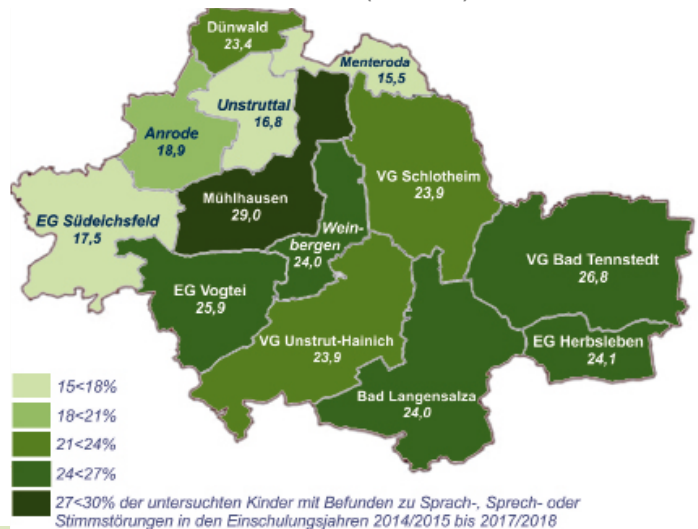 Dünwald
23,4
Menteroda
15,5
Unstruttal
16,8
Anrode
18,9
VG Schlotheim
23,9
Mühlhausen
29,0
EG Südeichsfeld
17,5
Wein-
bergen
24,0
VG Bad Tennstedt
26,8
EG Vogtei
25,9
VG Unstrut-Hainich
23,9
EG Herbsleben
24,1
Bad Langensalza
24,0
15<18%
18<21%
21<24%
24<27%
27<30% der untersuchten Kinder mit Befunden zu Sprach-, Sprech- oder
Stimmstörungen in den Einschulungsjahren 2014/2015 bis 2017/2018